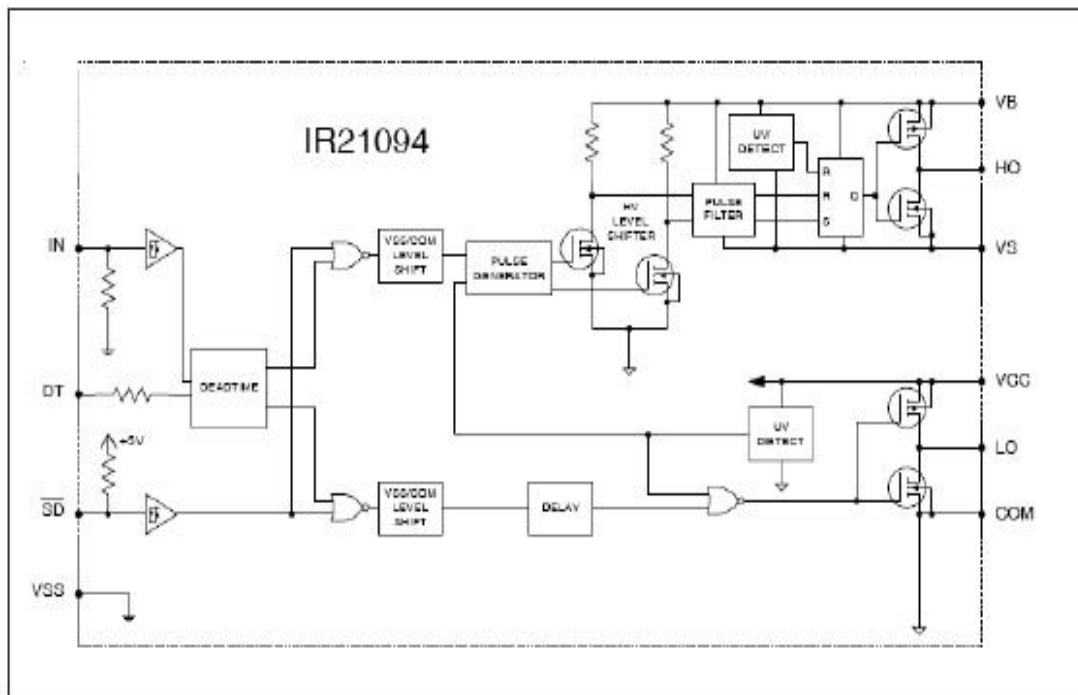 IR21094
VB
UV
DETECT
HO
R
R
Q
S
PULSE
FILTER
HV
LEVEL
SHIFTER
VS
IN
VSS/COM
LEVEL
SHIFT
PULSE
GENERATOR
DT
DEADTIME
+5V
VCC
UV
DETECT
LO
SD
VSS/COM
LEVEL
SHIFT
DELAY
COM
VSS